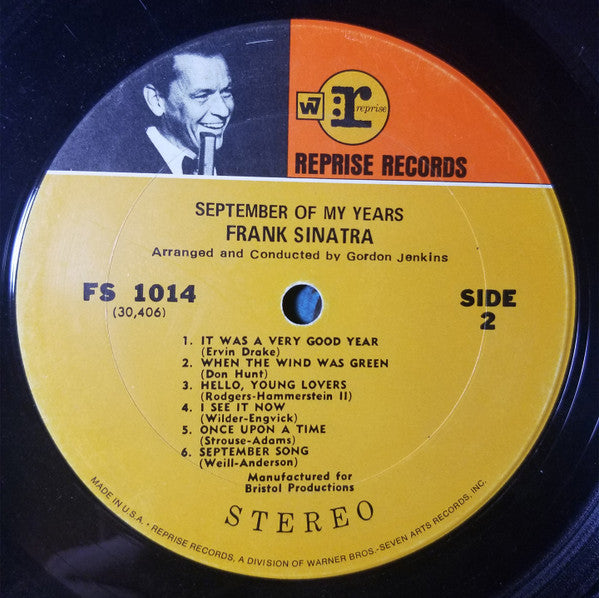 W7 r reprise
REPRISE RECORDS
SEPTEMBER OF MY YEARS
FRANK SINATRA
Arranged and Conducted by Gordon Jenkins
FS 1014
(30,406)
SIDE
2
1. IT WAS A VERY GOOD YEAR
(Ervin Drake)
2. WHEN THE WIND WAS GREEN
(Don Hunt)
3. HELLO, YOUNG LOVERS
(Rodgers-Hammerstein II)
4. I SEE IT NOW
(Wilder-Engvick)
5. ONCE UPON A TIME
(Strouse-Adams)
6. SEPTEMBER SONG
(Weill-Anderson)
Manufactured for
Bristol Productions
STEREO
MADE IN U.S.A. • REPRISE RECORDS, A DIVISION OF WARNER BROS.-SEVEN ARTS RECORDS, INC.